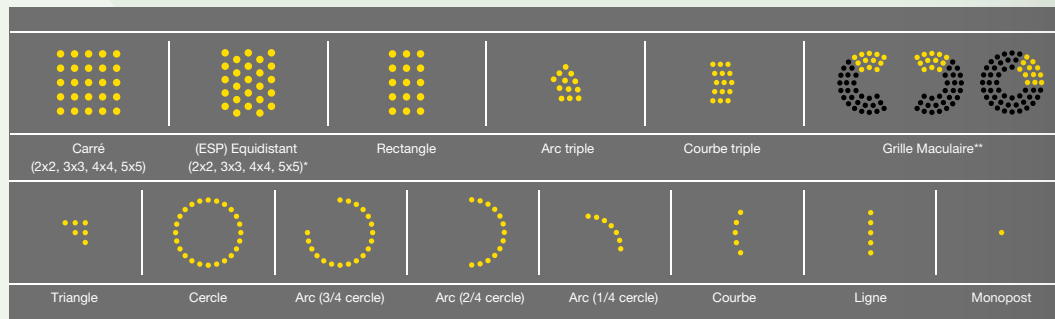 Carré
(2x2, 3x3, 4x4, 5x5)
(ESP) Equidistant
(2x2, 3x3, 4x4, 5x5)*
Rectangle
Arc triple
Courbe triple
Grille Maculaire**
Triangle
Cercle
Arc (3/4 cercle)
Arc (2/4 cercle)
Arc (1/4 cercle)
Courbe
Ligne
Monopost